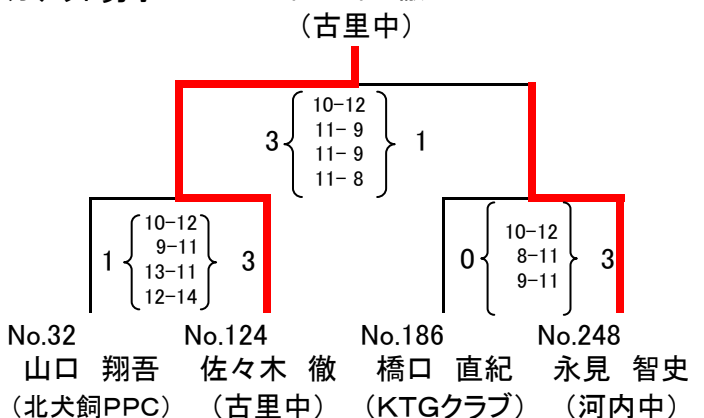 (古里中)
10-12
3 11- 9 1
11- 9
11- 8
10-12
1 9-11 3
13-11
12-14
10-12
0 8-11 3
9-11
No.32 No.124 No.186 No.248
山口 翔吾 佐々木 徹 橋口 直紀 永見 智史
(北犬飼PPC) (古里中) (KTGクラブ) (河内中)